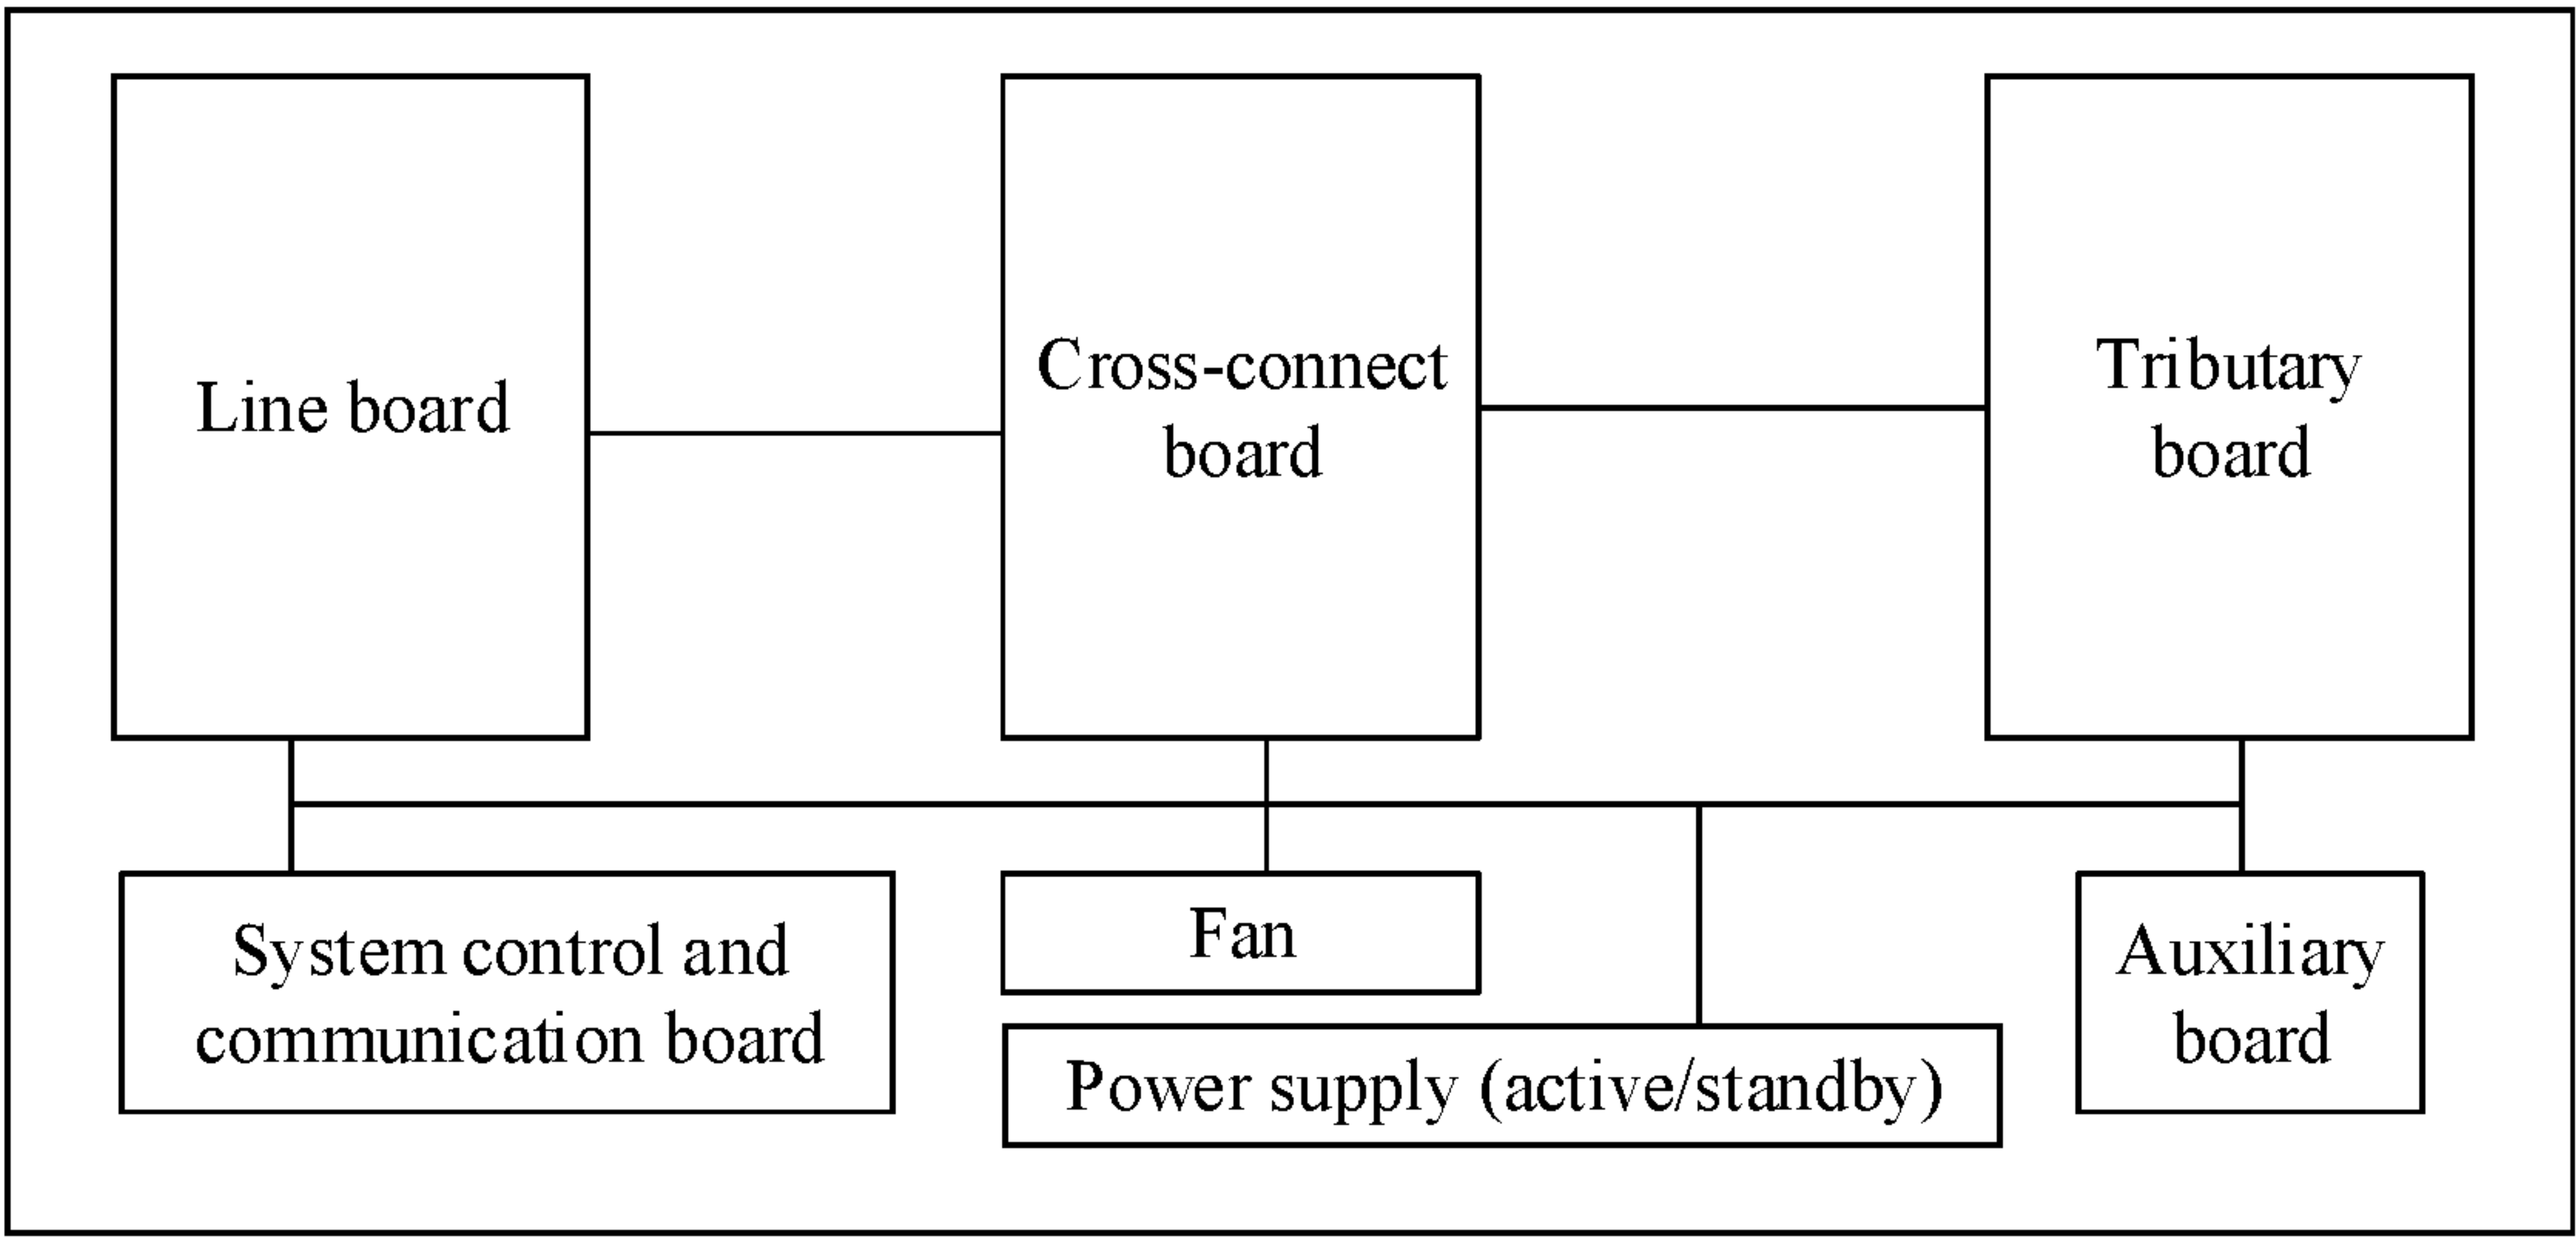 Line board
Cross-connect
board
Tributary
board
System control and
communication board
Fan
Power supply (active/standby)
Auxiliary
board